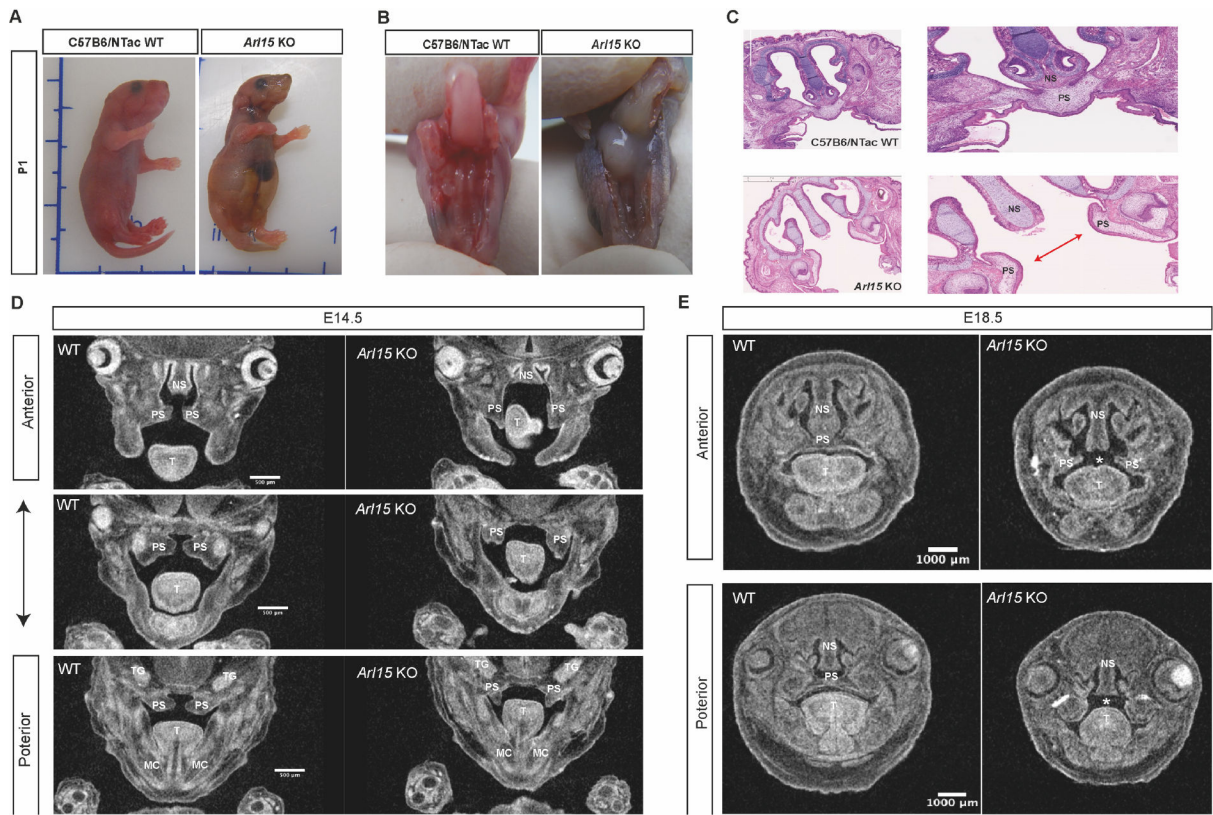 A
C57B6/NTac WT
Arl15 KO
P1
1
B
C57B6/NTac WT
Arl15 KO
C
C57B6/NTac WT
NS
PS
Arl15 KO
NS
PS
PS
D
E14.5
Anterior
WT
NS
PS
PS
T
500 µm
Arl15 KO
NS
PS
PS
T
WT
PS
PS
T
500 µm
Arl15 KO
PS
PS
T
Poterior
WT
TG
TG
PS
PS
T
MC
MC
500 µm
Arl15 KO
TG
TG
PS
PS
T
MC
MC
E
E18.5
Anterior
WT
NS
PS
T
1000 µm
Arl15 KO
NS
*
PS
PS
T
Poterior
WT
NS
PS
T
1000 µm
Arl15 KO
NS
*
T